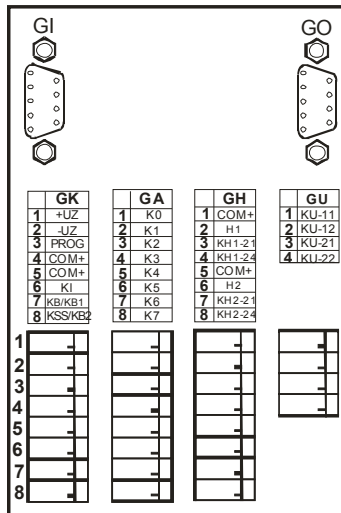 GI GO
GK GA GH GU
1 +UZ 1 K0 1 COM+ 1 KU-11
2 -UZ 2 K1 2 H1 2 KU-12
3 PROG 3 K2 3 KH1-21 3 KU-21
4 COM+ 4 K3 4 KH1-24 4 KU-22
5 COM+ 5 K4 5 COM+
6 KI 6 K5 6 H2
7 KB/KB1 7 K6 7 KH2-21
8 KSS/KB2 8 K7 8 KH2-24
1
2
3
4
5
6
7
8